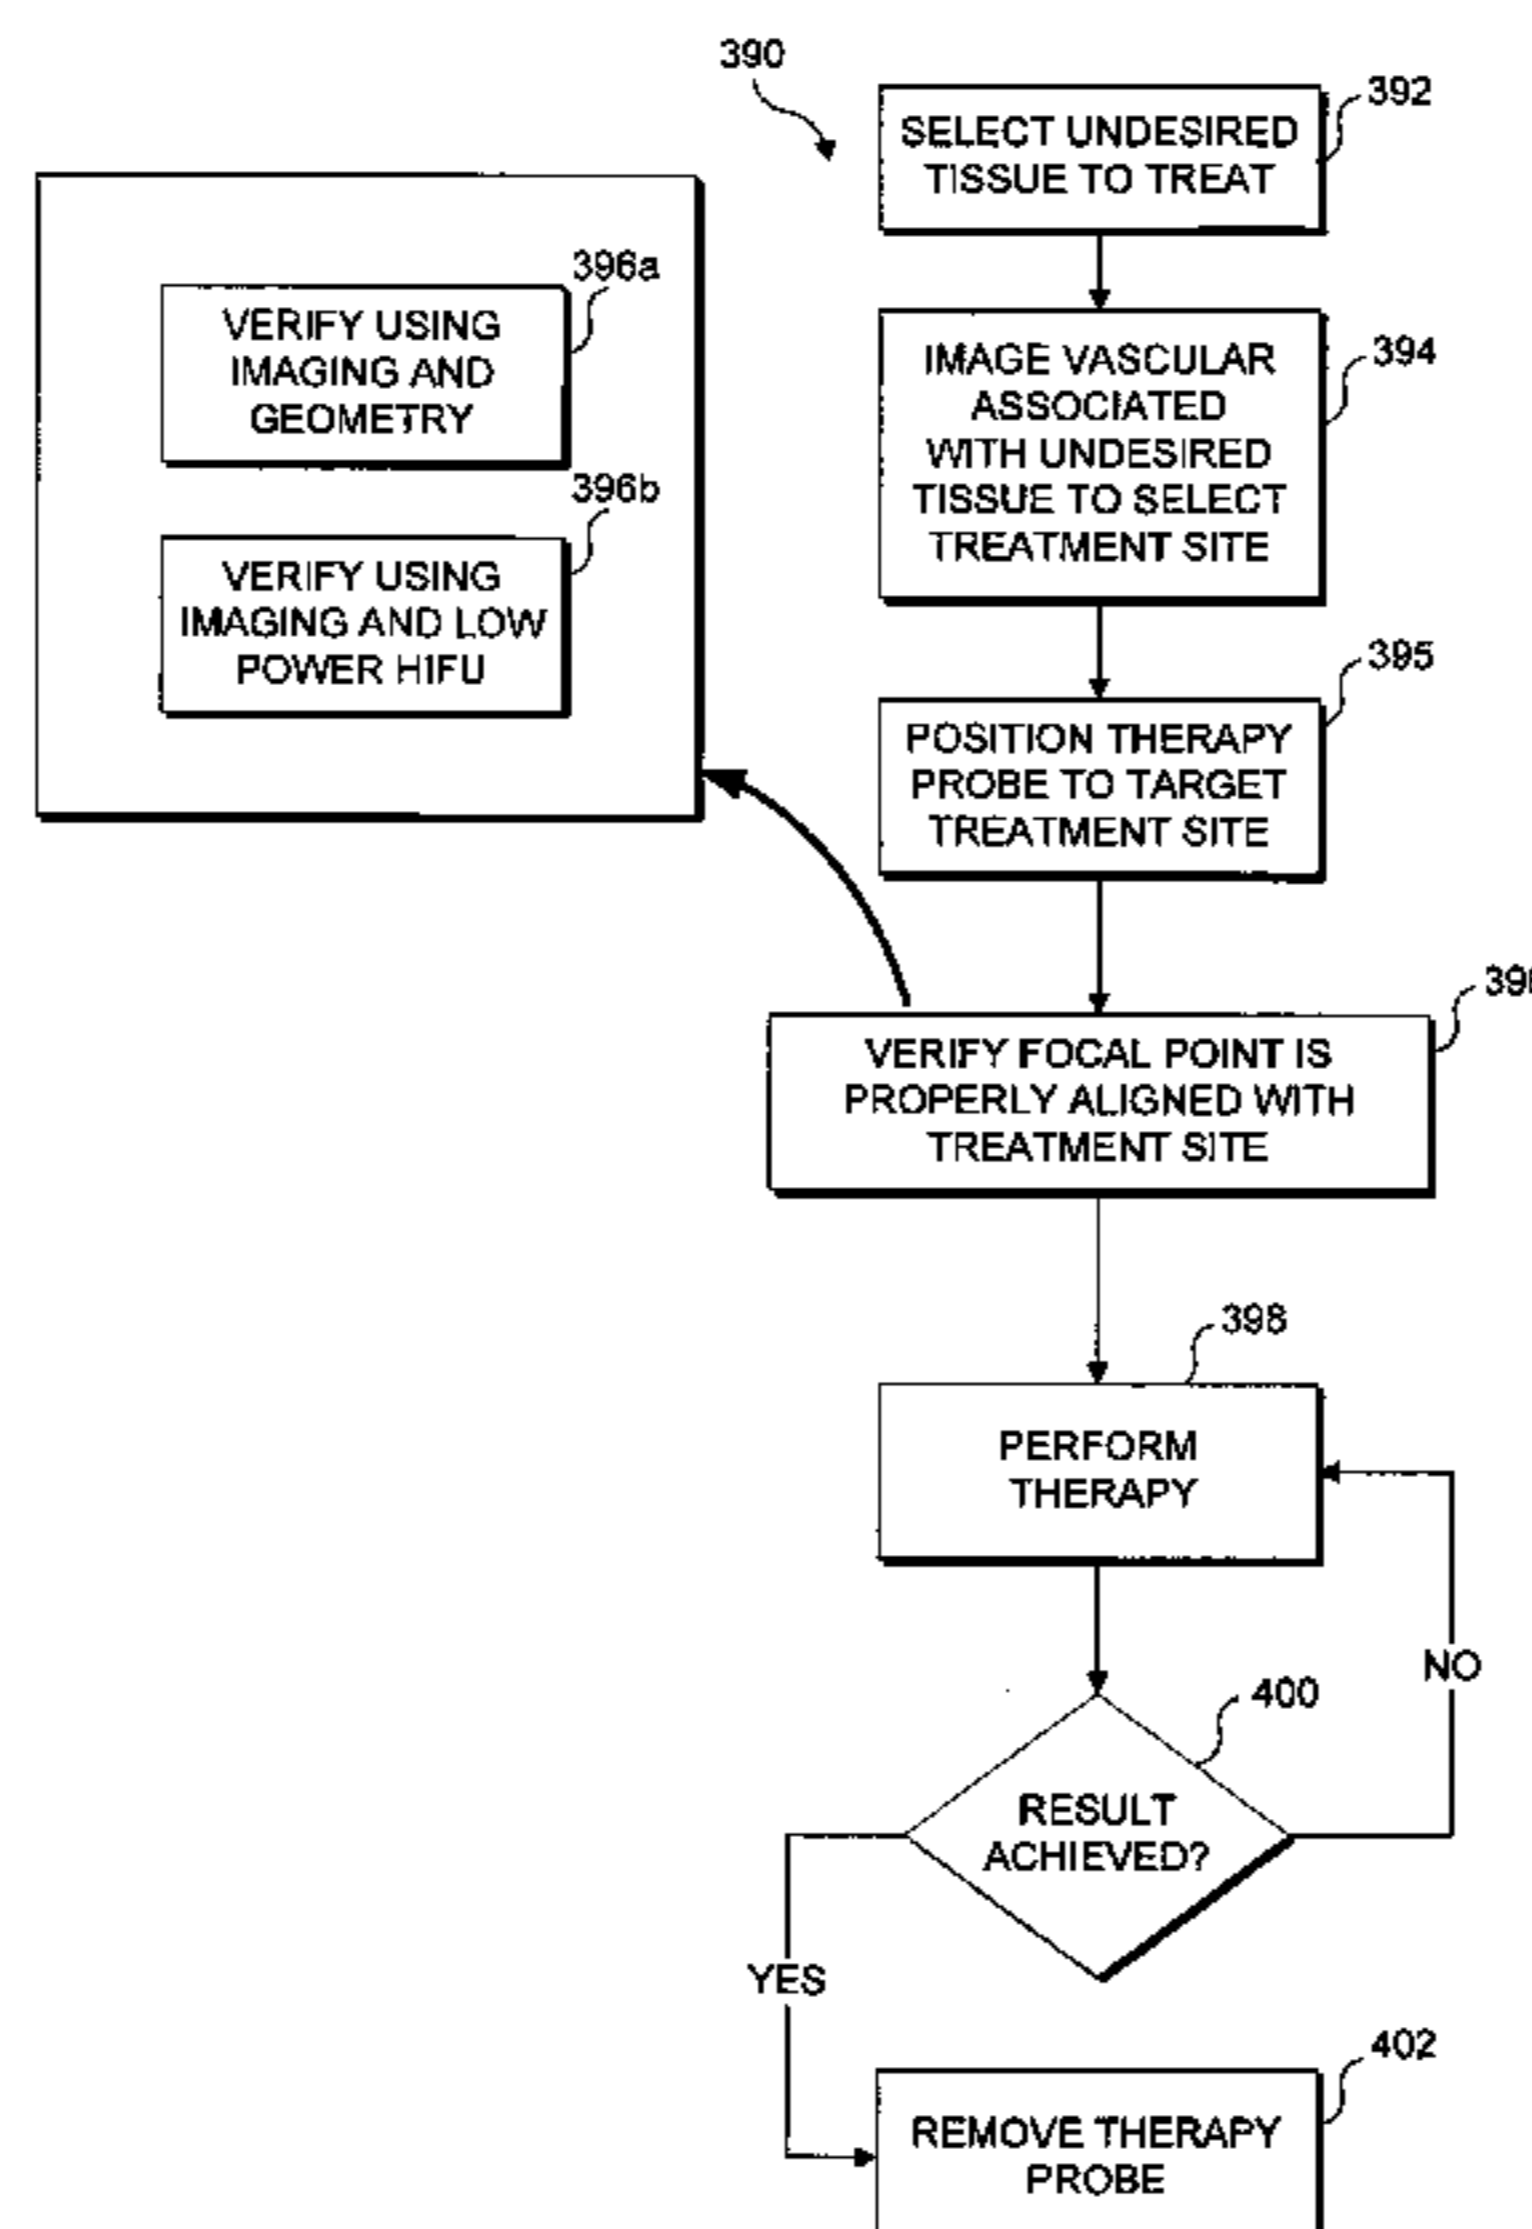 390
392
SELECT UNDESIRED
TISSUE TO TREAT
396a
VERIFY USING
IMAGING AND
GEOMETRY
396b
VERIFY USING
IMAGING AND LOW
POWER HIFU
394
IMAGE VASCULAR
ASSOCIATED
WITH UNDESIRED
TISSUE TO SELECT
TREATMENT SITE
395
POSITION THERAPY
PROBE TO TARGET
TREATMENT SITE
VERIFY FOCAL POINT IS
PROPERLY ALIGNED WITH
TREATMENT SITE
398
PERFORM
THERAPY
NO
400
RESULT
ACHIEVED?
YES
402
REMOVE THERAPY
PROBE